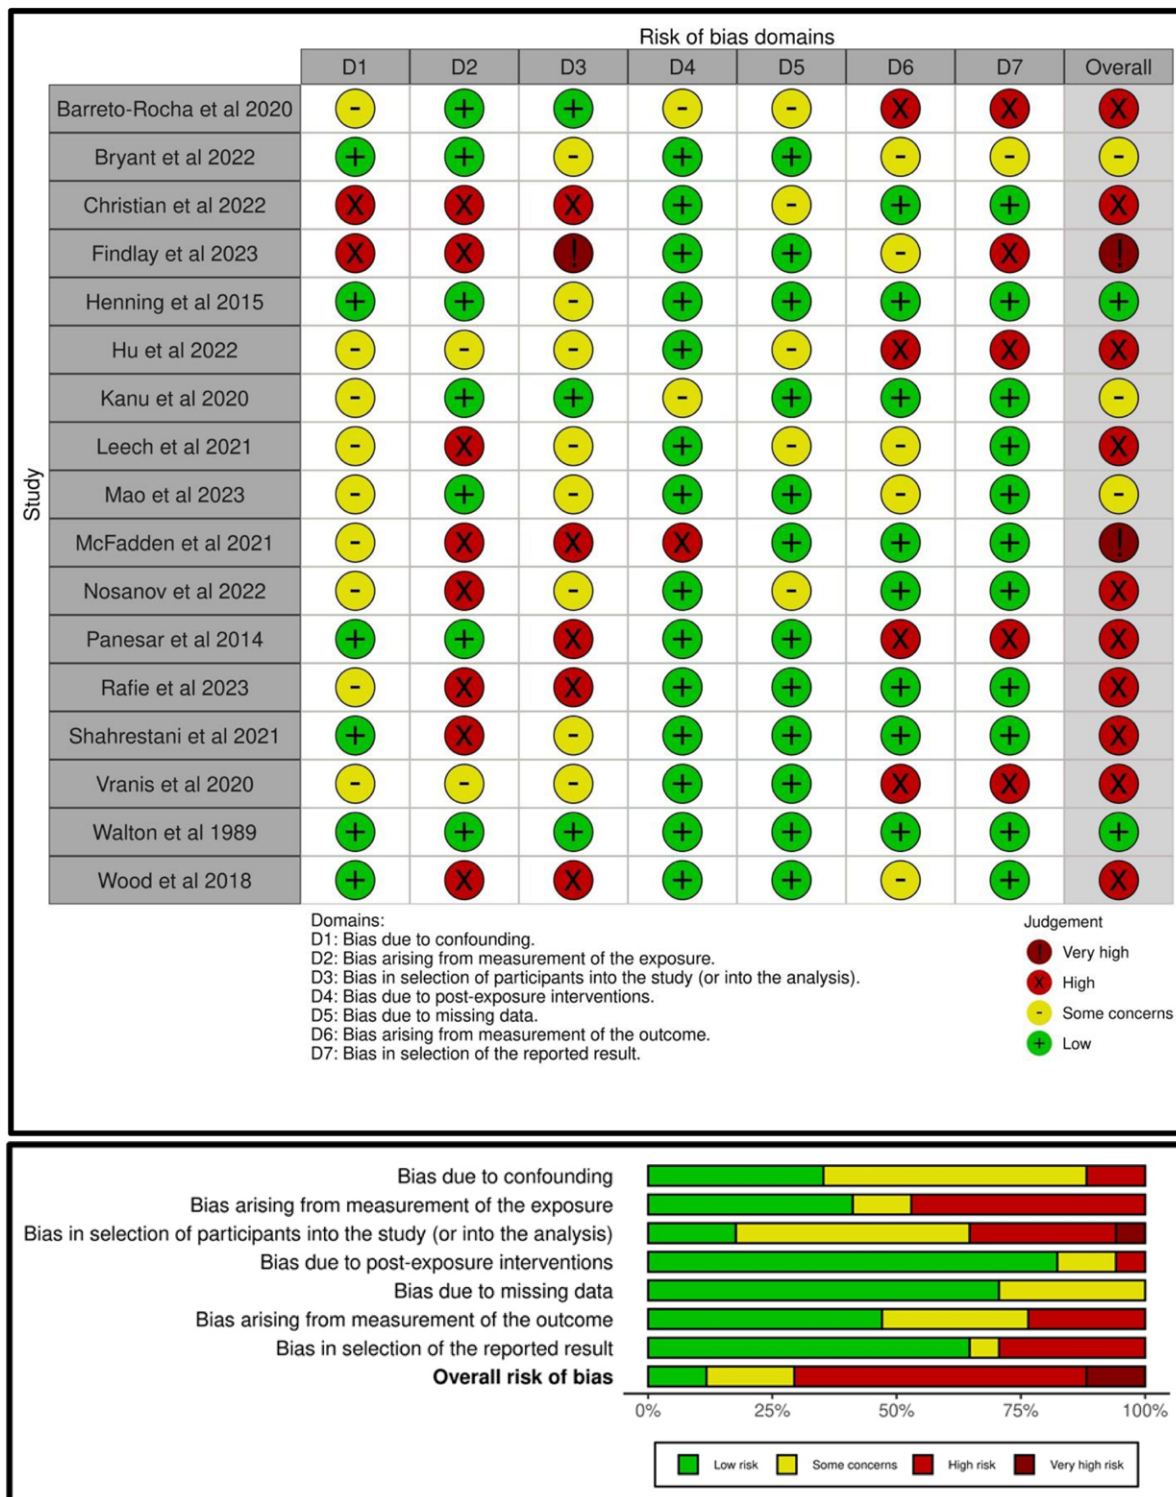 Risk of bias domains
D1 D2 D3 D4 D5 D6 D7 Overall
Study
Barreto-Rocha et al 2020 - + + - - X X X
Bryant et al 2022 + + - + + - - -
Christian et al 2022 X X X + - + + X
Findlay et al 2023 X X ! + + - X !
Henning et al 2015 + + - + + + + +
Hu et al 2022 - - - + - X X X
Kanu et al 2020 - + + - + + + -
Leech et al 2021 - X - + - - + X
Mao et al 2023 - + - + + - + -
McFadden et al 2021 - X X X + + + !
Nosanov et al 2022 - X - + - + + X
Panesar et al 2014 + + X + + X X X
Rafie et al 2023 - X X + + + + X
Shahrestani et al 2021 + X - + + + + X
Vranis et al 2020 - - - + + X X X
Walton et al 1989 + + + + + + + +
Wood et al 2018 + X X + + - + X
Domains:
D1: Bias due to confounding.
D2: Bias arising from measurement of the exposure.
D3: Bias in selection of participants into the study (or into the analysis).
D4: Bias due to post-exposure interventions.
D5: Bias due to missing data.
D6: Bias arising from measurement of the outcome.
D7: Bias in selection of the reported result.
Judgement
! Very high
X High
- Some concerns
+ Low
Bias due to confounding
Bias arising from measurement of the exposure
Bias in selection of participants into the study (or into the analysis)
Bias due to post-exposure interventions
Bias due to missing data
Bias arising from measurement of the outcome
Bias in selection of the reported result
Overall risk of bias
0% 25% 50% 75% 100%
Low risk Some concerns High risk Very high risk